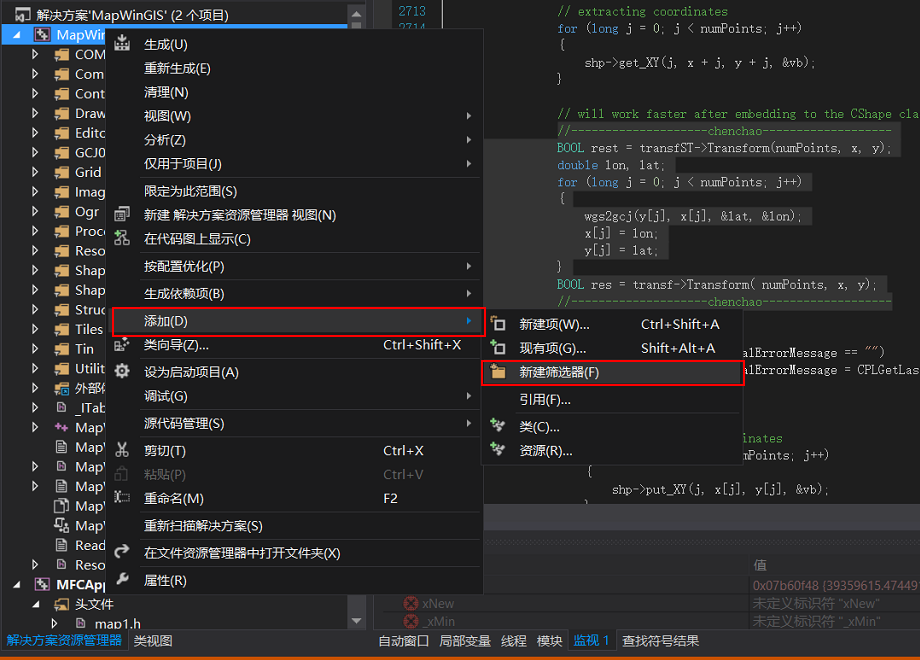 解决方案'MapWinGIS' (2 个项目)
MapWin
COM
Com
Cont
Draw
Edito
GCJ0
Grid
Imag
Ogr
Proce
Reso
Shap
Shap
Struc
Tiles
Tin
Utilit
外部依
_ITab
MapW
MapW
MapW
MapW
MapW
MapW
Read
Reso
MFCApp
头文件
map1.h
解决方案资源管理器 类视图
生成(U)
重新生成(E)
清理(N)
视图(W)
分析(Z)
仅用于项目(J)
限定为此范围(S)
新建 解决方案资源管理器 视图(N)
在代码图上显示(C)
按配置优化(P)
生成依赖项(B)
添加(D)
类向导(Z)... Ctrl+Shift+X
设为启动项目(A)
调试(G)
源代码管理(S)
剪切(T) Ctrl+X
粘贴(P) Ctrl+V
重命名(M) F2
重新扫描解决方案(S)
在文件资源管理器中打开文件夹(X)
属性(R)
新建项(W)... Ctrl+Shift+A
现有项(G)... Shift+Alt+A
新建筛选器(F)
引用(F)...
类(C)...
资源(R)...
2713
2714
// extracting coordinates
for (long j = 0; j < numPoints; j++)
{
shp->get_XY(j, x + j, y + j, &vb);
}
// will work faster after embedding to the CShape cla
//--------------------chenchao-------------------
BOOL rest = transfST->Transform(numPoints, x, y);
double lon, lat;
for (long j = 0; j < numPoints; j++)
{
wgs2gcj(y[j], x[j], &lat, &lon);
x[j] = lon;
y[j] = lat;
}
BOOL res = transf->Transform( numPoints, x, y);
//--------------------chenchao-------------------
alErrorMessage == "")
alErrorMessage = CPLGetLas
inates
mPoints; j++)
{
shp->put_XY(j, x[j], y[j], &vb);
}
值
0x07b60f48 {39359615.474491
xNew 未定义标识符 "xNew"
_xMin 未定义标识符 "_xMin"
自动窗口 局部变量 线程 模块 监视 1 查找符号结果